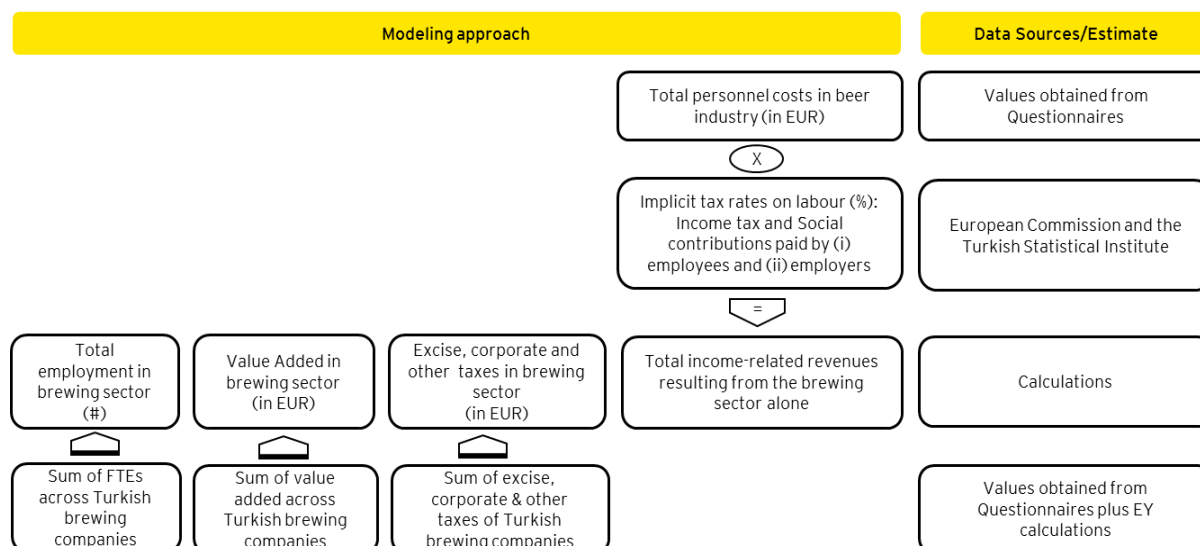 Modeling approach
Data Sources/Estimate
Total personnel costs in beer
industry (in EUR)
Values obtained from
Questionnaires
X
Implicit tax rates on labour (%):
Income tax and Social
contributions paid by (i)
employees and (ii) employers
European Commission and the
Turkish Statistical Institute
=
Total
employment in
brewing sector
(#)
Value Added in
brewing sector
(in EUR)
Excise, corporate and
other taxes in brewing
sector
(in EUR)
Total income-related revenues
resulting from the brewing
sector alone
Calculations
Sum of FTEs
across Turkish
brewing
companies
Sum of value
added across
Turkish brewing
companies
Sum of excise,
corporate & other
taxes of Turkish
brewing companies
Values obtained from
Questionnaires plus EY
calculations